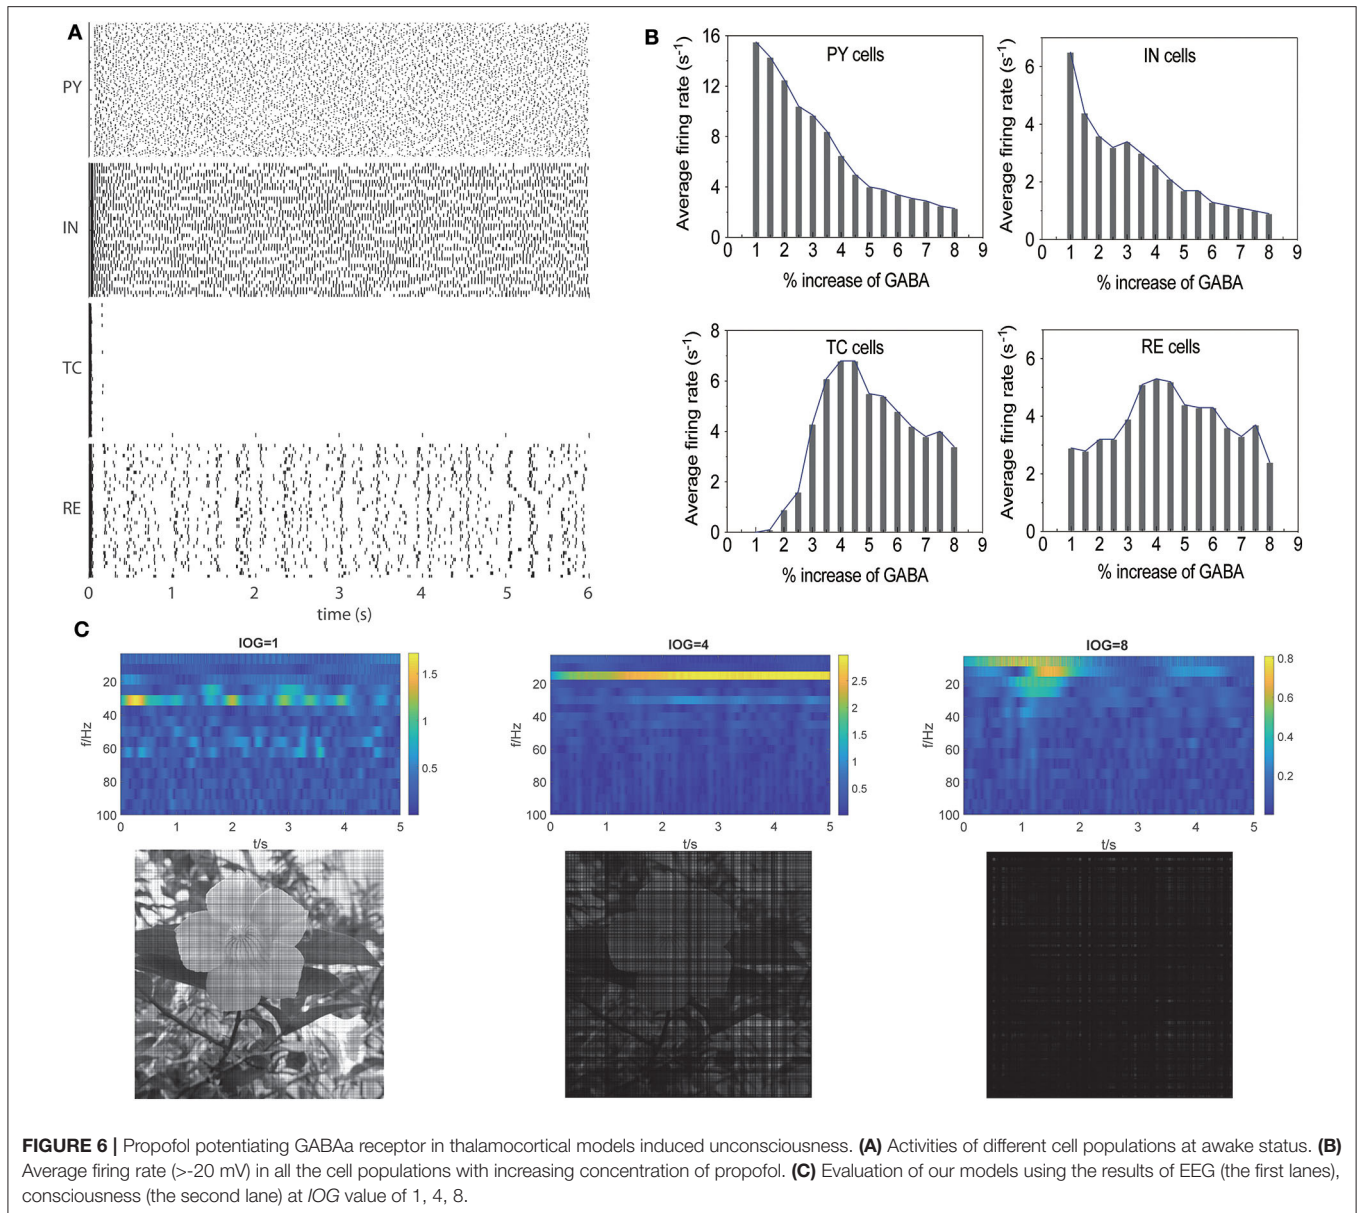 A
PY
IN
TC
RE
0 1 2 3 4 5 6
time (s)
B
PY cells
Average firing rate (s-1)
16
12
8
4
0
0 1 2 3 4 5 6 7 8 9
% increase of GABA
IN cells
Average firing rate (s-1)
6
4
2
0
0 1 2 3 4 5 6 7 8 9
% increase of GABA
TC cells
Average firing rate (s-1)
8
6
4
2
0
0 1 2 3 4 5 6 7 8 9
% increase of GABA
RE cells
Average firing rate (s-1)
6
4
2
0
0 1 2 3 4 5 6 7 8 9
% increase of GABA
C
IOG=1
f/Hz
20
40
60
80
100
0 1 2 3 4 5
t/s
1.5
1
0.5
IOG=4
f/Hz
20
40
60
80
100
0 1 2 3 4 5
t/s
2.5
2
1.5
1
0.5
IOG=8
f/Hz
20
40
60
80
100
0 1 2 3 4 5
t/s
0.8
0.6
0.4
0.2
FIGURE 6 | Propofol potentiating GABAa receptor in thalamocortical models induced unconsciousness. (A) Activities of different cell populations at awake status. (B)
Average firing rate (>-20 mV) in all the cell populations with increasing concentration of propofol. (C) Evaluation of our models using the results of EEG (the first lanes),
consciousness (the second lane) at IOG value of 1, 4, 8.